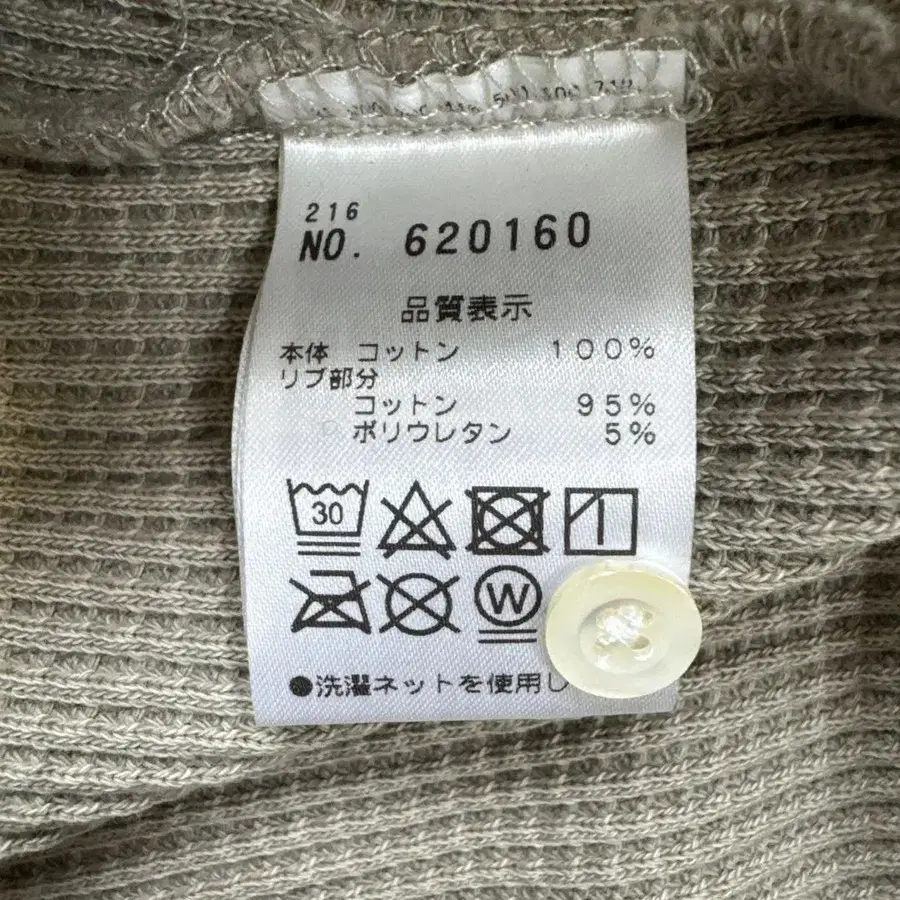 216
NO. 620160
品質表示
本体 コットン 100%
リブ部分
コットン 95%
ポリウレタン 5%
30
W
●洗濯ネットを使用し